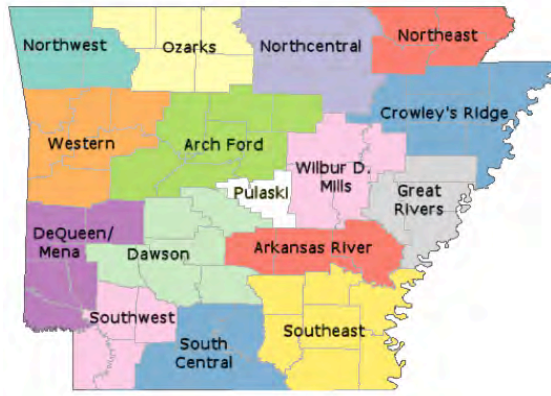 Northwest
Ozarks
Northcentral
Northeast
Crowley's Ridge
Western
Arch Ford
Wilbur D.
Mills
Pulaski
Great
Rivers
DeQueen/
Mena
Dawson
Arkansas River
Southwest
South
Central
Southeast